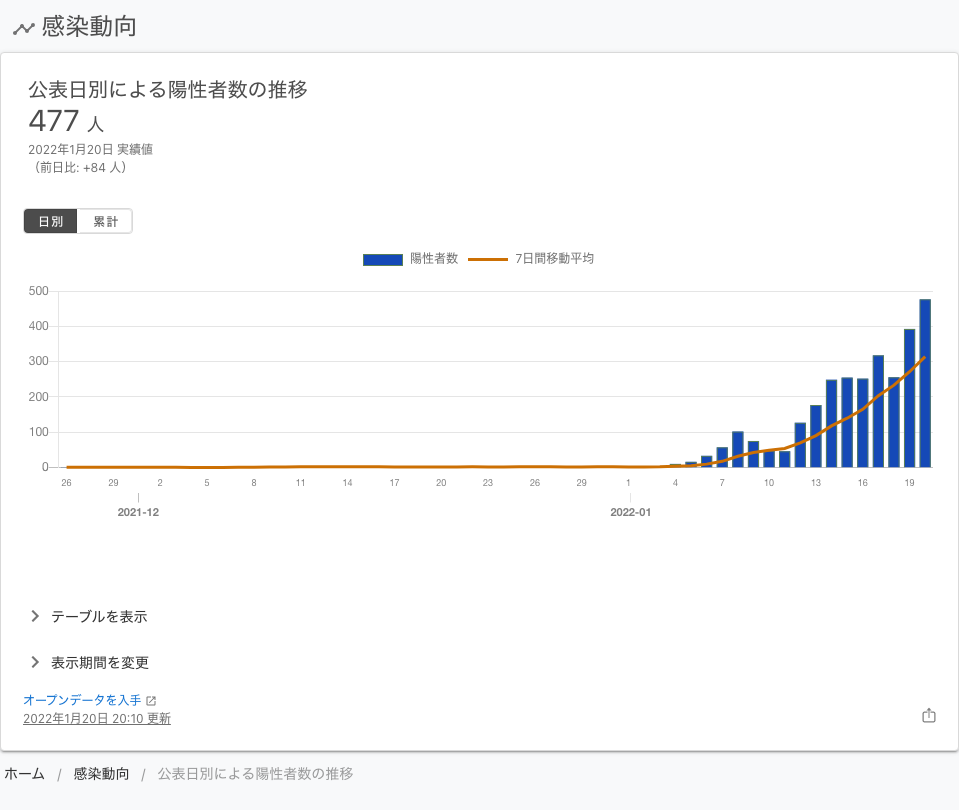 感染動向
公表日別による陽性者数の推移
477 人
2022年1月20日 実績値
（前日比: +84 人）
日別 累計
陽性者数 7日間移動平均
500
400
300
200
100
0
26 29 2 5 8 11 14 17 20 23 26 29 1 4 7 10 13 16 19
2021-12 2022-01
テーブルを表示
表示期間を変更
オープンデータを入手
2022年1月20日 20:10 更新
ホーム / 感染動向 / 公表日別による陽性者数の推移